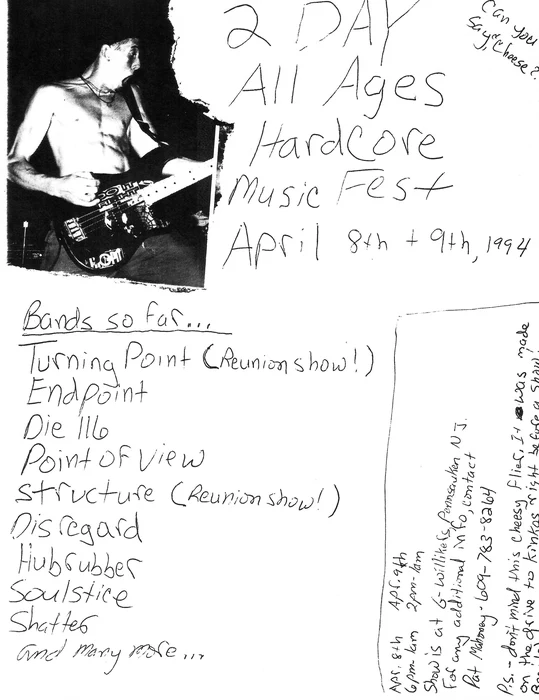 2 DAY
All Ages
HardCore
Music Fest
April 8th + 9th, 1994
Can you
say "Cheese"?
Bands so far...
Turning Point (Reunion show!)
Endpoint
Die 116
Point of View
Structure (Reunion show!)
Disregard
Hubrubber
Soulstice
Shatter
and many more...
Apr. 8th Apr. 9th
6pm-1am 2pm-1am
Show is at G-Willikers, Pennsauken NJ.
For any additional info, contact
Pat Mahoney - 609-783-8264
P.s. - don't mind this cheesy flier. It was made
on the drive to Kinkos right before a show!